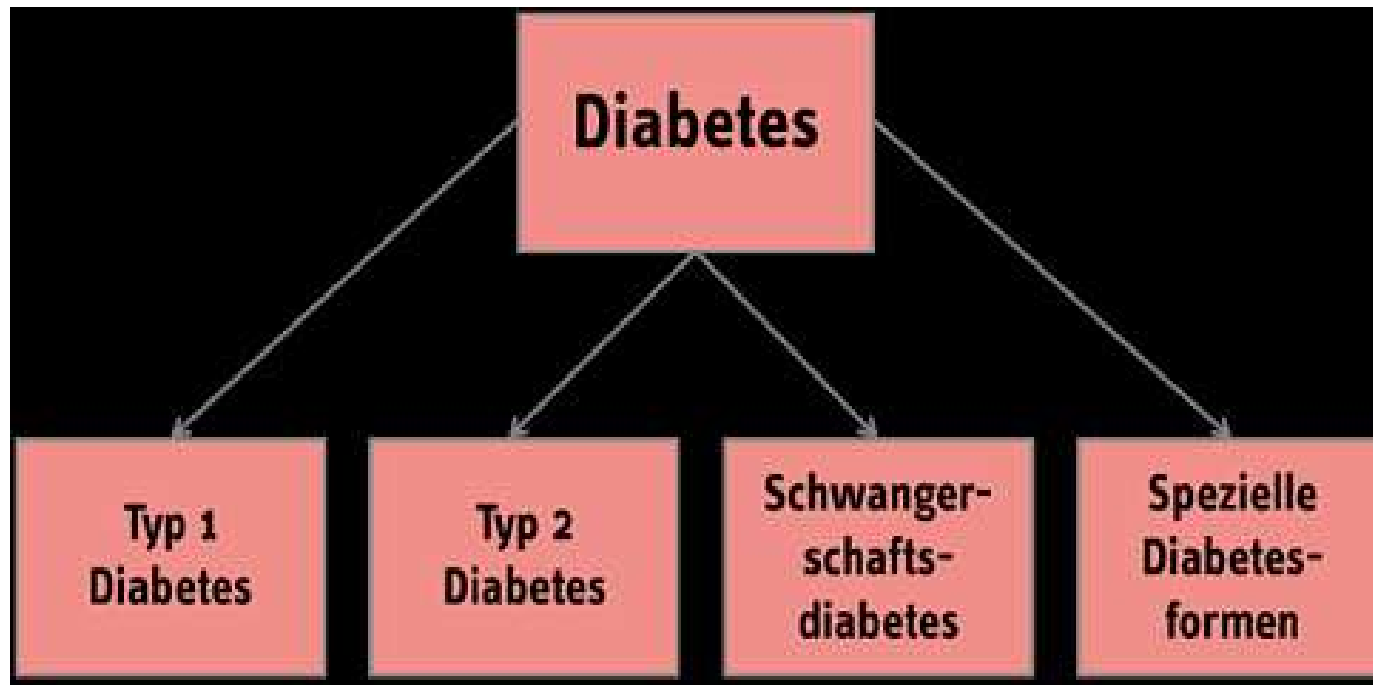 Diabetes
Typ 1
Diabetes
Typ 2
Diabetes
Schwanger-
schafts-
diabetes
Spezielle
Diabetes-
formen